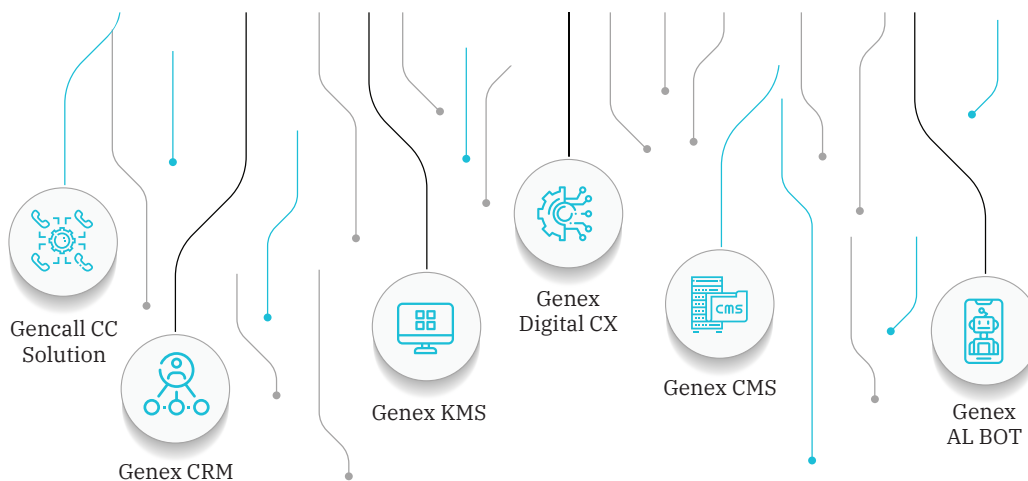 Gencall CC
Solution
Genex CRM
Genex KMS
Genex
Digital CX
CMS
Genex CMS
Genex
AL BOT